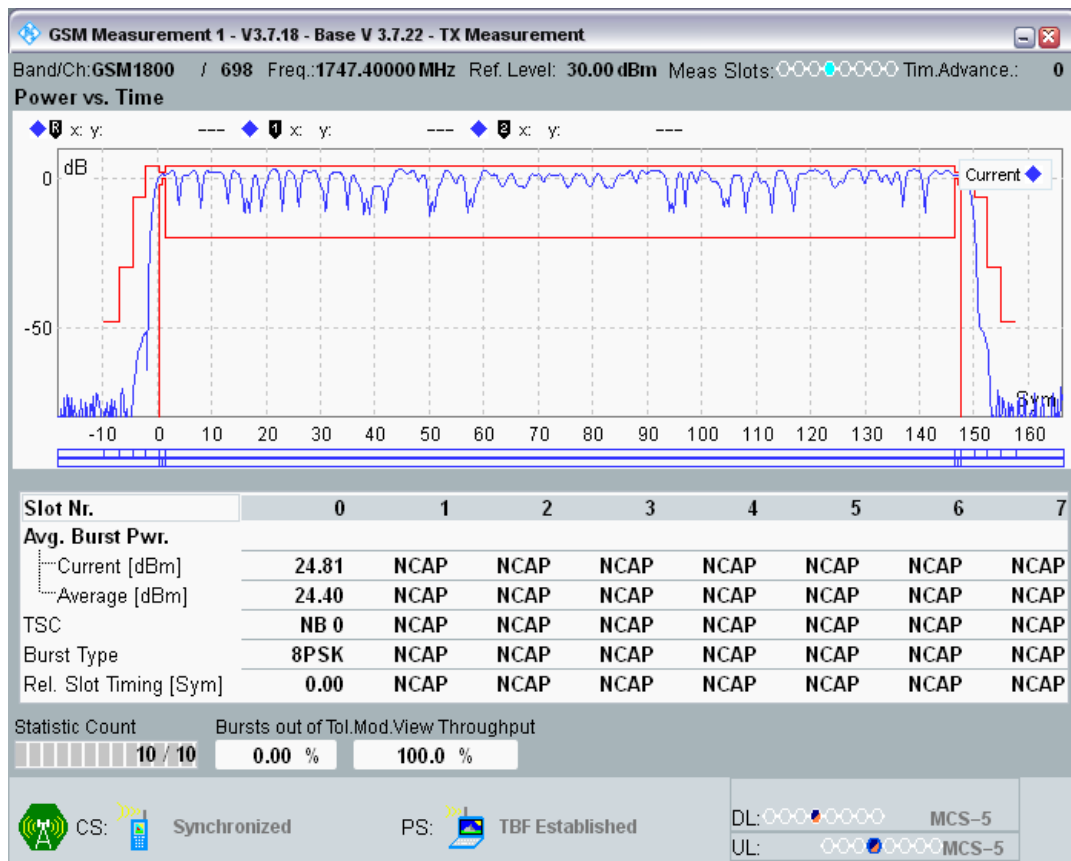 GSM Measurement 1 - V3.7.18 - Base V 3.7.22 - TX Measurement
Band/Ch:GSM1800 / 698 Freq.:1747.40000 MHz Ref. Level: 30.00 dBm Meas Slots: Tim.Advance.: 0
Power vs. Time
R x: y: --- 1 x: y: --- 2 x: y: ---
dB
0
Current
-50
Sym
-10 0 10 20 30 40 50 60 70 80 90 100 110 120 130 140 150 160
Slot Nr. 0 1 2 3 4 5 6 7
Avg. Burst Pwr.
Current [dBm] 24.81 NCAP NCAP NCAP NCAP NCAP NCAP NCAP
Average [dBm] 24.40 NCAP NCAP NCAP NCAP NCAP NCAP NCAP
TSC NB 0 NCAP NCAP NCAP NCAP NCAP NCAP NCAP
Burst Type 8PSK NCAP NCAP NCAP NCAP NCAP NCAP NCAP
Rel. Slot Timing [Sym] 0.00 NCAP NCAP NCAP NCAP NCAP NCAP NCAP
Statistic Count Bursts out of Tol.Mod.View Throughput
10 / 10 0.00 % 100.0 %
CS: Synchronized PS: TBF Established
DL: MCS-5
UL: MCS-5